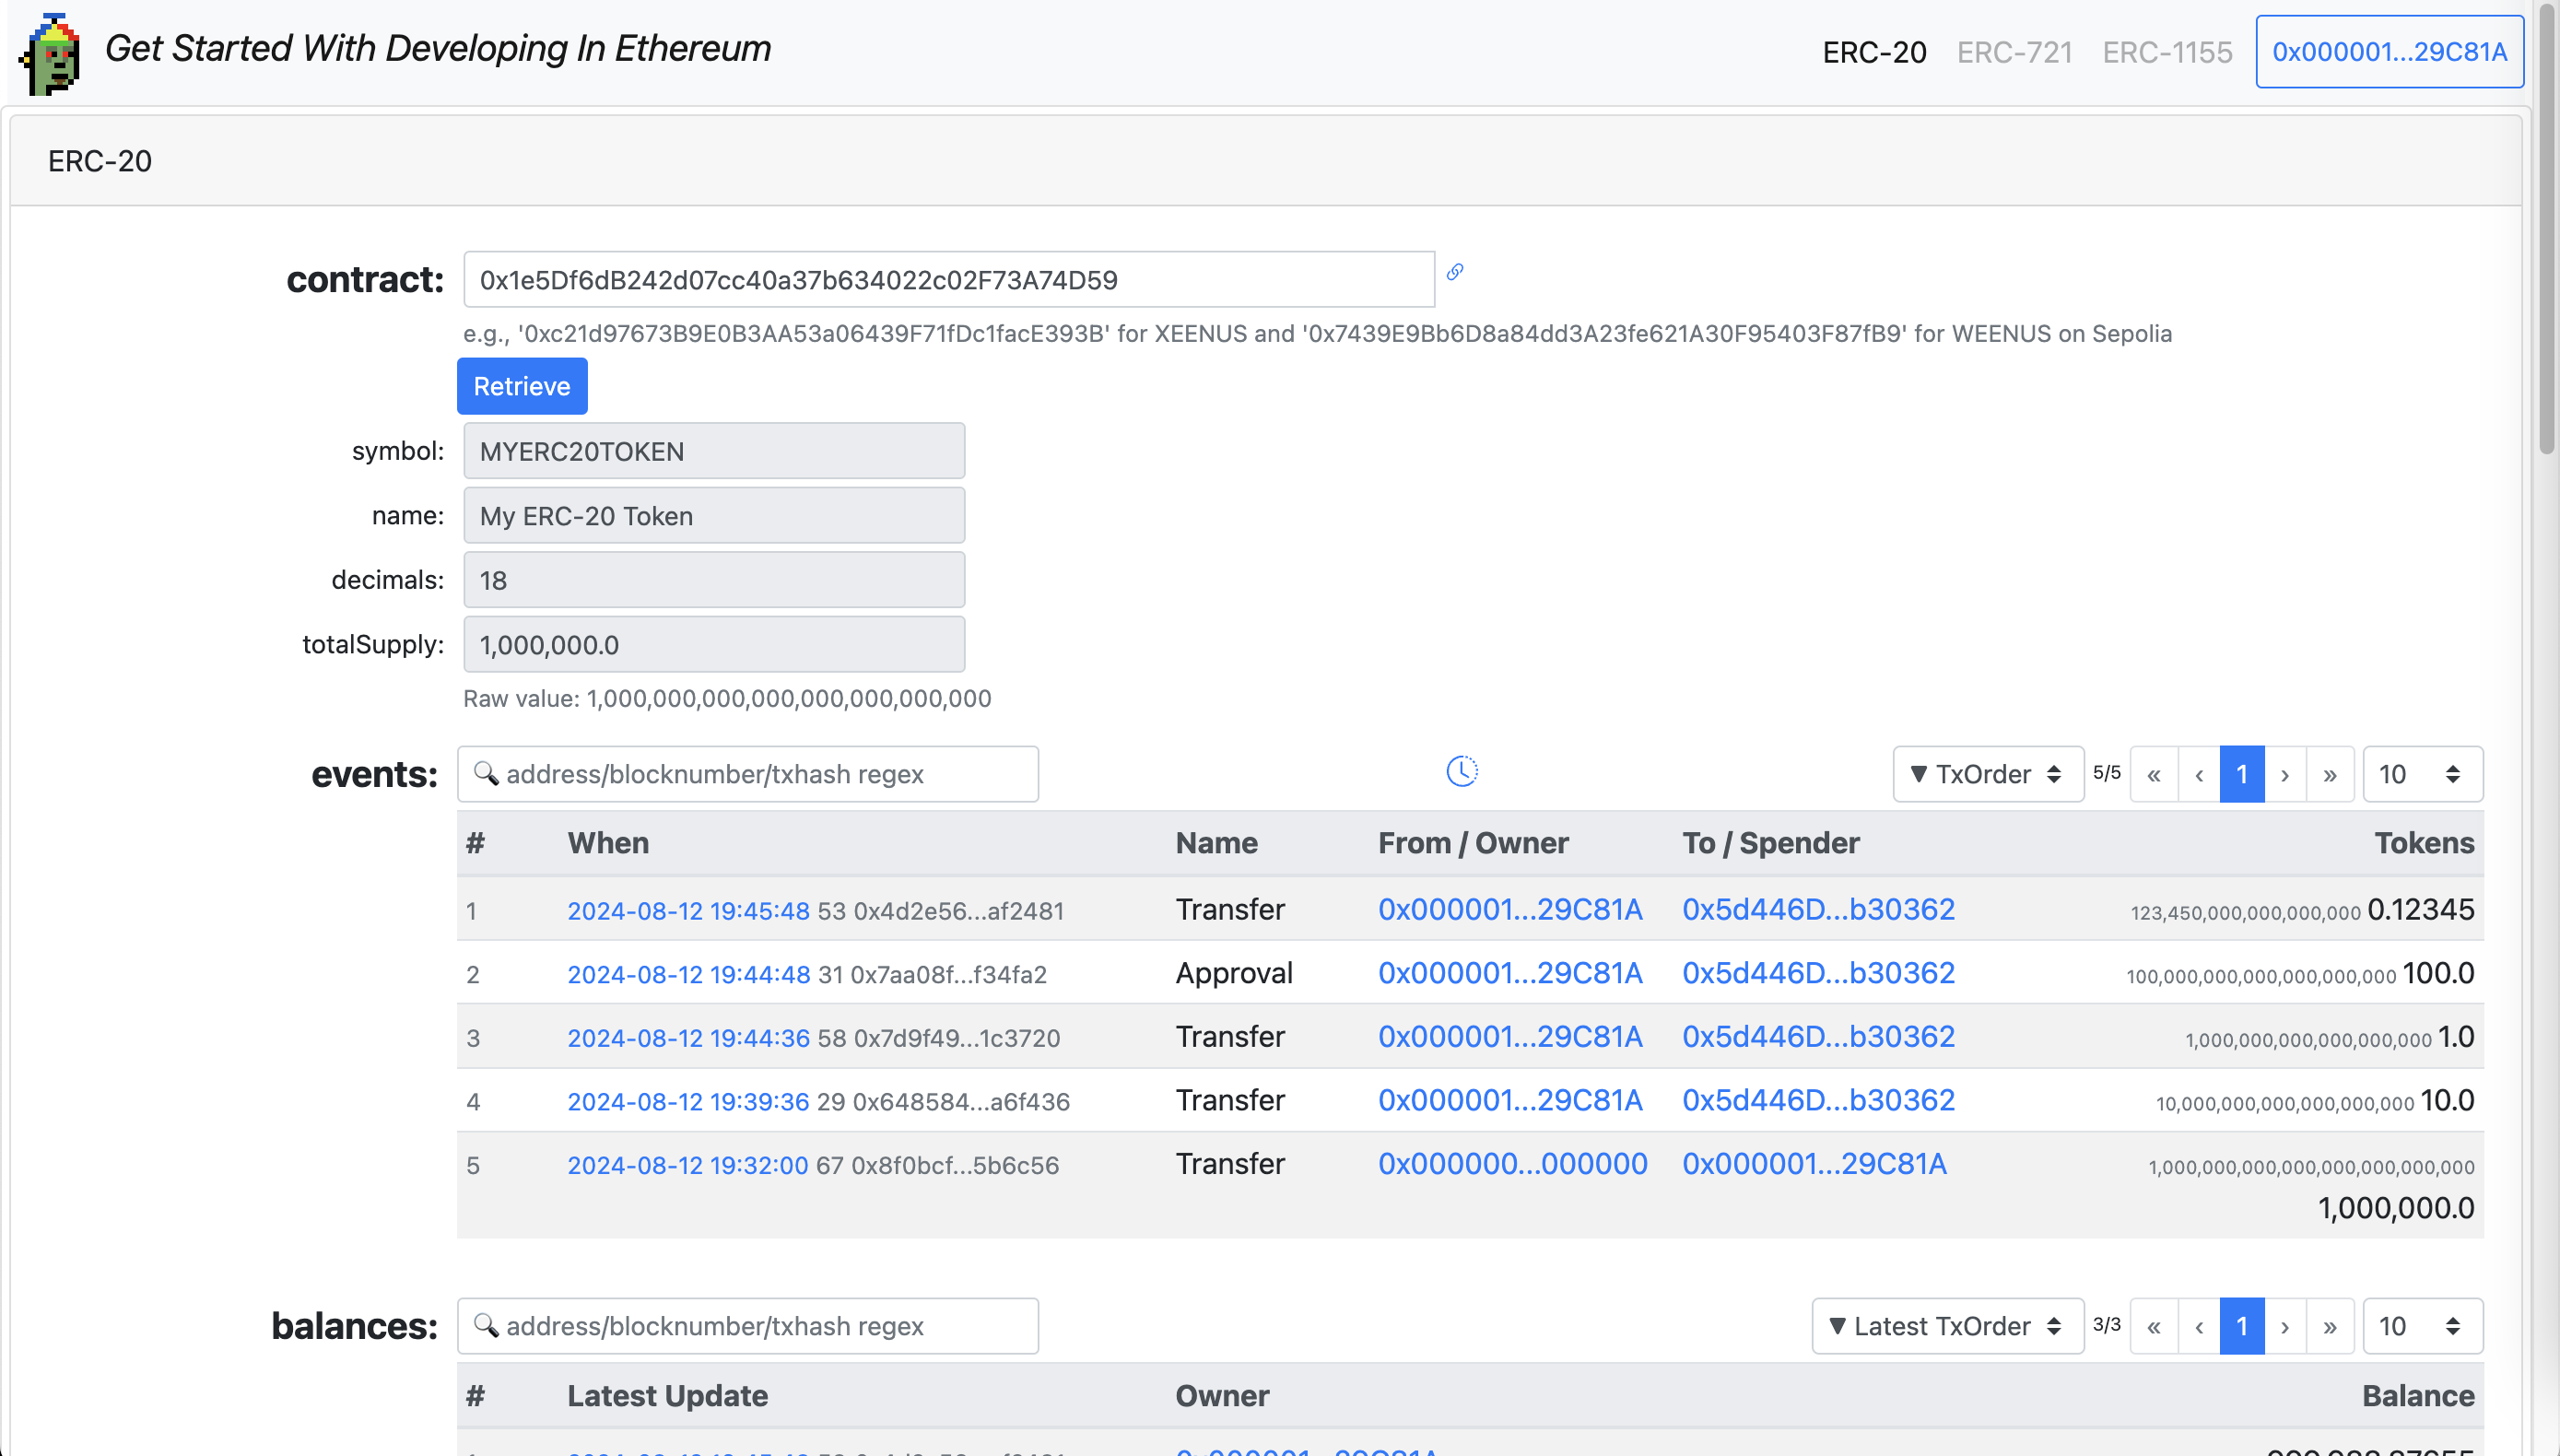 Get Started With Developing In Ethereum ERC-20 ERC-721 ERC-1155 0x000001...29C81A
ERC-20
contract: 0x1e5Df6dB242d07cc40a37b634022c02F73A74D59
e.g., '0xc21d97673B9E0B3AA53a06439F71fDc1facE393B' for XEENUS and '0x7439E9Bb6D8a84dd3A23fe621A30F95403F87fB9' for WEENUS on Sepolia
Retrieve
symbol: MYERC20TOKEN
name: My ERC-20 Token
decimals: 18
totalSupply: 1,000,000.0
Raw value: 1,000,000,000,000,000,000,000,000
events: address/blocknumber/txhash regex ▼ TxOrder 5/5 « ‹ 1 › » 10
# When Name From / Owner To / Spender Tokens
1 2024-08-12 19:45:48 53 0x4d2e56...af2481 Transfer 0x000001...29C81A 0x5d446D...b30362 123,450,000,000,000,000 0.12345
2 2024-08-12 19:44:48 31 0x7aa08f...f34fa2 Approval 0x000001...29C81A 0x5d446D...b30362 100,000,000,000,000,000,000 100.0
3 2024-08-12 19:44:36 58 0x7d9f49...1c3720 Transfer 0x000001...29C81A 0x5d446D...b30362 1,000,000,000,000,000,000 1.0
4 2024-08-12 19:39:36 29 0x648584...a6f436 Transfer 0x000001...29C81A 0x5d446D...b30362 10,000,000,000,000,000,000 10.0
5 2024-08-12 19:32:00 67 0x8f0bcf...5b6c56 Transfer 0x000000...000000 0x000001...29C81A 1,000,000,000,000,000,000,000,000
1,000,000.0
balances: address/blocknumber/txhash regex ▼ Latest TxOrder 3/3 « ‹ 1 › » 10
# Latest Update Owner Balance